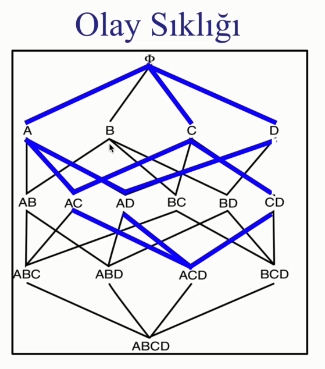 Olay Sıklığı
Φ
A B C D
AB AC AD BC BD CD
ABC ABD ACD BCD
ABCD